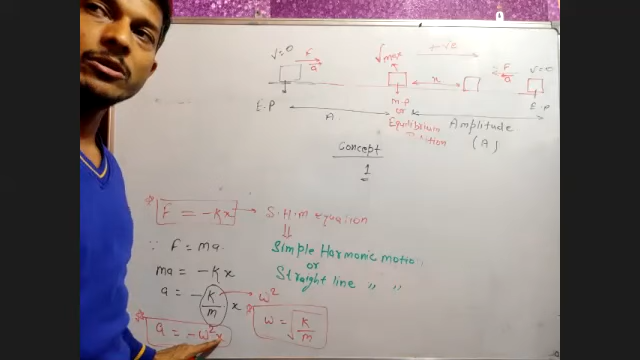 V=0
F
a
E.P
A
Vmax
+ve
x
M.P
or
Equilibrium
Position
F
a
V=0
E.P
Amplitude
(A)
Concept
1
F = -Kx → S.H.M equation
⇓
Simple Harmonic motion
or
Straight line " "
∵ F = ma
ma = -Kx
a = - K/m x → ω²
a = -ω²x
ω = √K/m